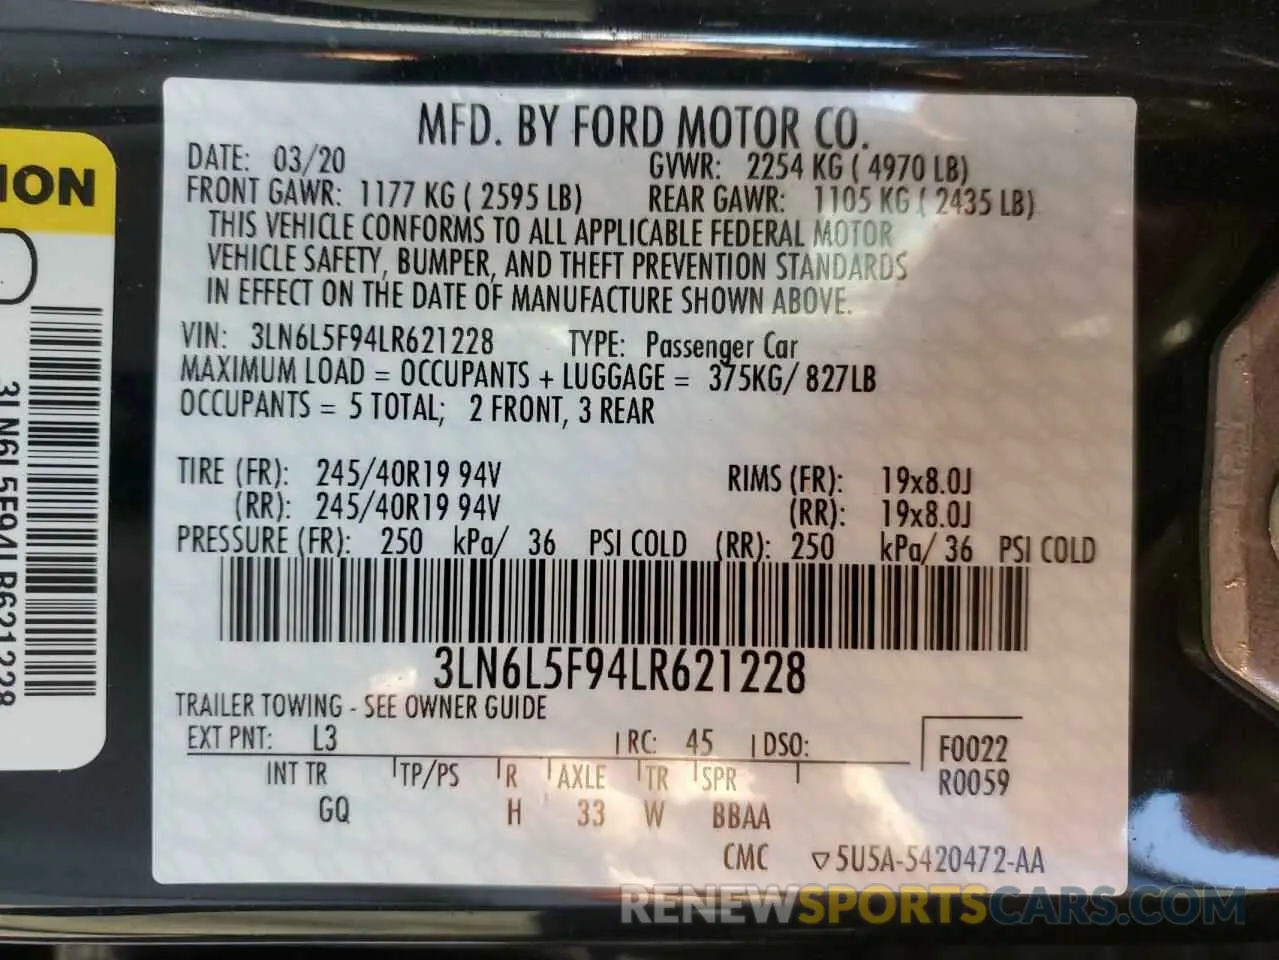 MFD. BY FORD MOTOR CO.
DATE: 03/20 GVWR: 2254 KG ( 4970 LB)
FRONT GAWR: 1177 KG ( 2595 LB) REAR GAWR: 1105 KG ( 2435 LB)
THIS VEHICLE CONFORMS TO ALL APPLICABLE FEDERAL MOTOR
VEHICLE SAFETY, BUMPER, AND THEFT PREVENTION STANDARDS
IN EFFECT ON THE DATE OF MANUFACTURE SHOWN ABOVE.
VIN: 3LN6L5F94LR621228 TYPE: Passenger Car
MAXIMUM LOAD = OCCUPANTS + LUGGAGE = 375KG/ 827LB
OCCUPANTS = 5 TOTAL; 2 FRONT, 3 REAR
TIRE (FR): 245/40R19 94V RIMS (FR): 19x8.0J
(RR): 245/40R19 94V (RR): 19x8.0J
PRESSURE (FR): 250 kPa/ 36 PSI COLD (RR): 250 kPa/ 36 PSI COLD
3LN6L5F94LR621228
TRAILER TOWING - SEE OWNER GUIDE
EXT PNT: L3 RC: 45 DSO: F0022
INT TR TP/PS R AXLE TR SPR R0059
GQ H 33 W BBAA
CMC ▽5U5A-5420472-AA
ION
3LN6L5F94LR621228
RENEWSPORTSCARS.COM